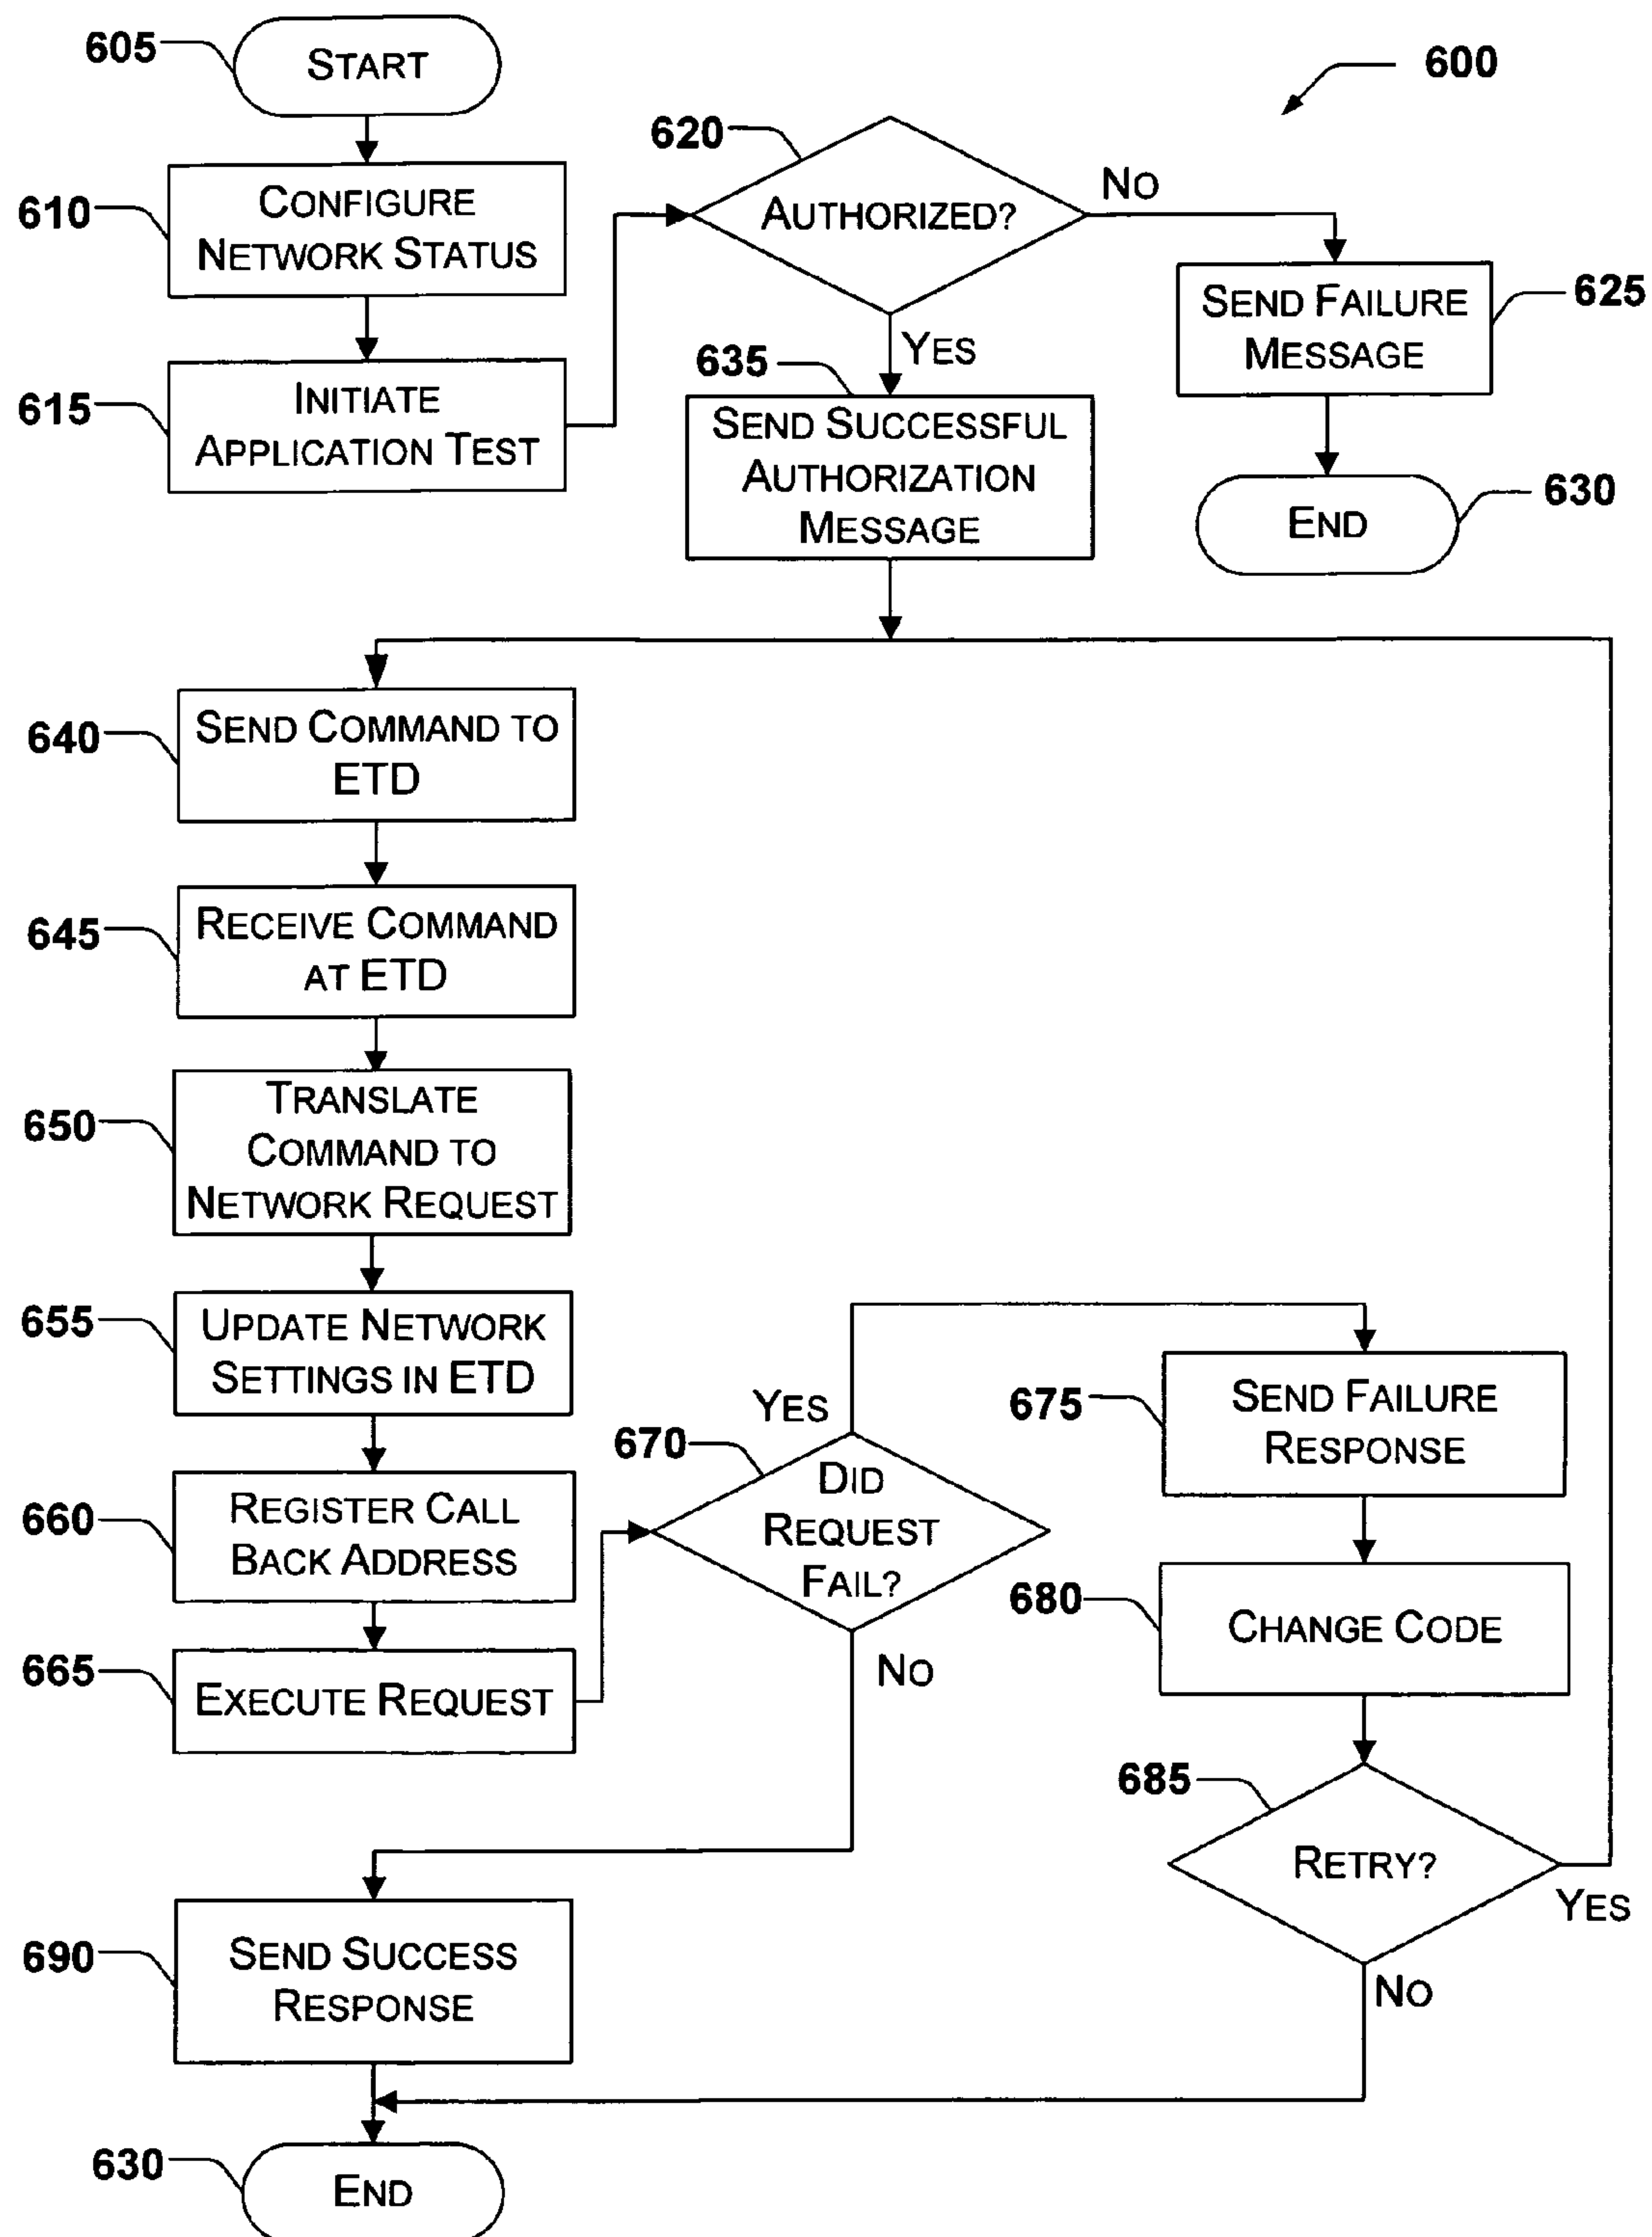 605
START
600
610
CONFIGURE
NETWORK STATUS
615
INITIATE
APPLICATION TEST
620
AUTHORIZED?
NO
YES
SEND FAILURE
MESSAGE
625
END
630
635
SEND SUCCESSFUL
AUTHORIZATION
MESSAGE
640
SEND COMMAND TO
ETD
645
RECEIVE COMMAND
AT ETD
650
TRANSLATE
COMMAND TO
NETWORK REQUEST
655
UPDATE NETWORK
SETTINGS IN ETD
660
REGISTER CALL
BACK ADDRESS
665
EXECUTE REQUEST
670
DID
REQUEST
FAIL?
YES
NO
675
SEND FAILURE
RESPONSE
680
CHANGE CODE
685
RETRY?
YES
NO
690
SEND SUCCESS
RESPONSE
630
END